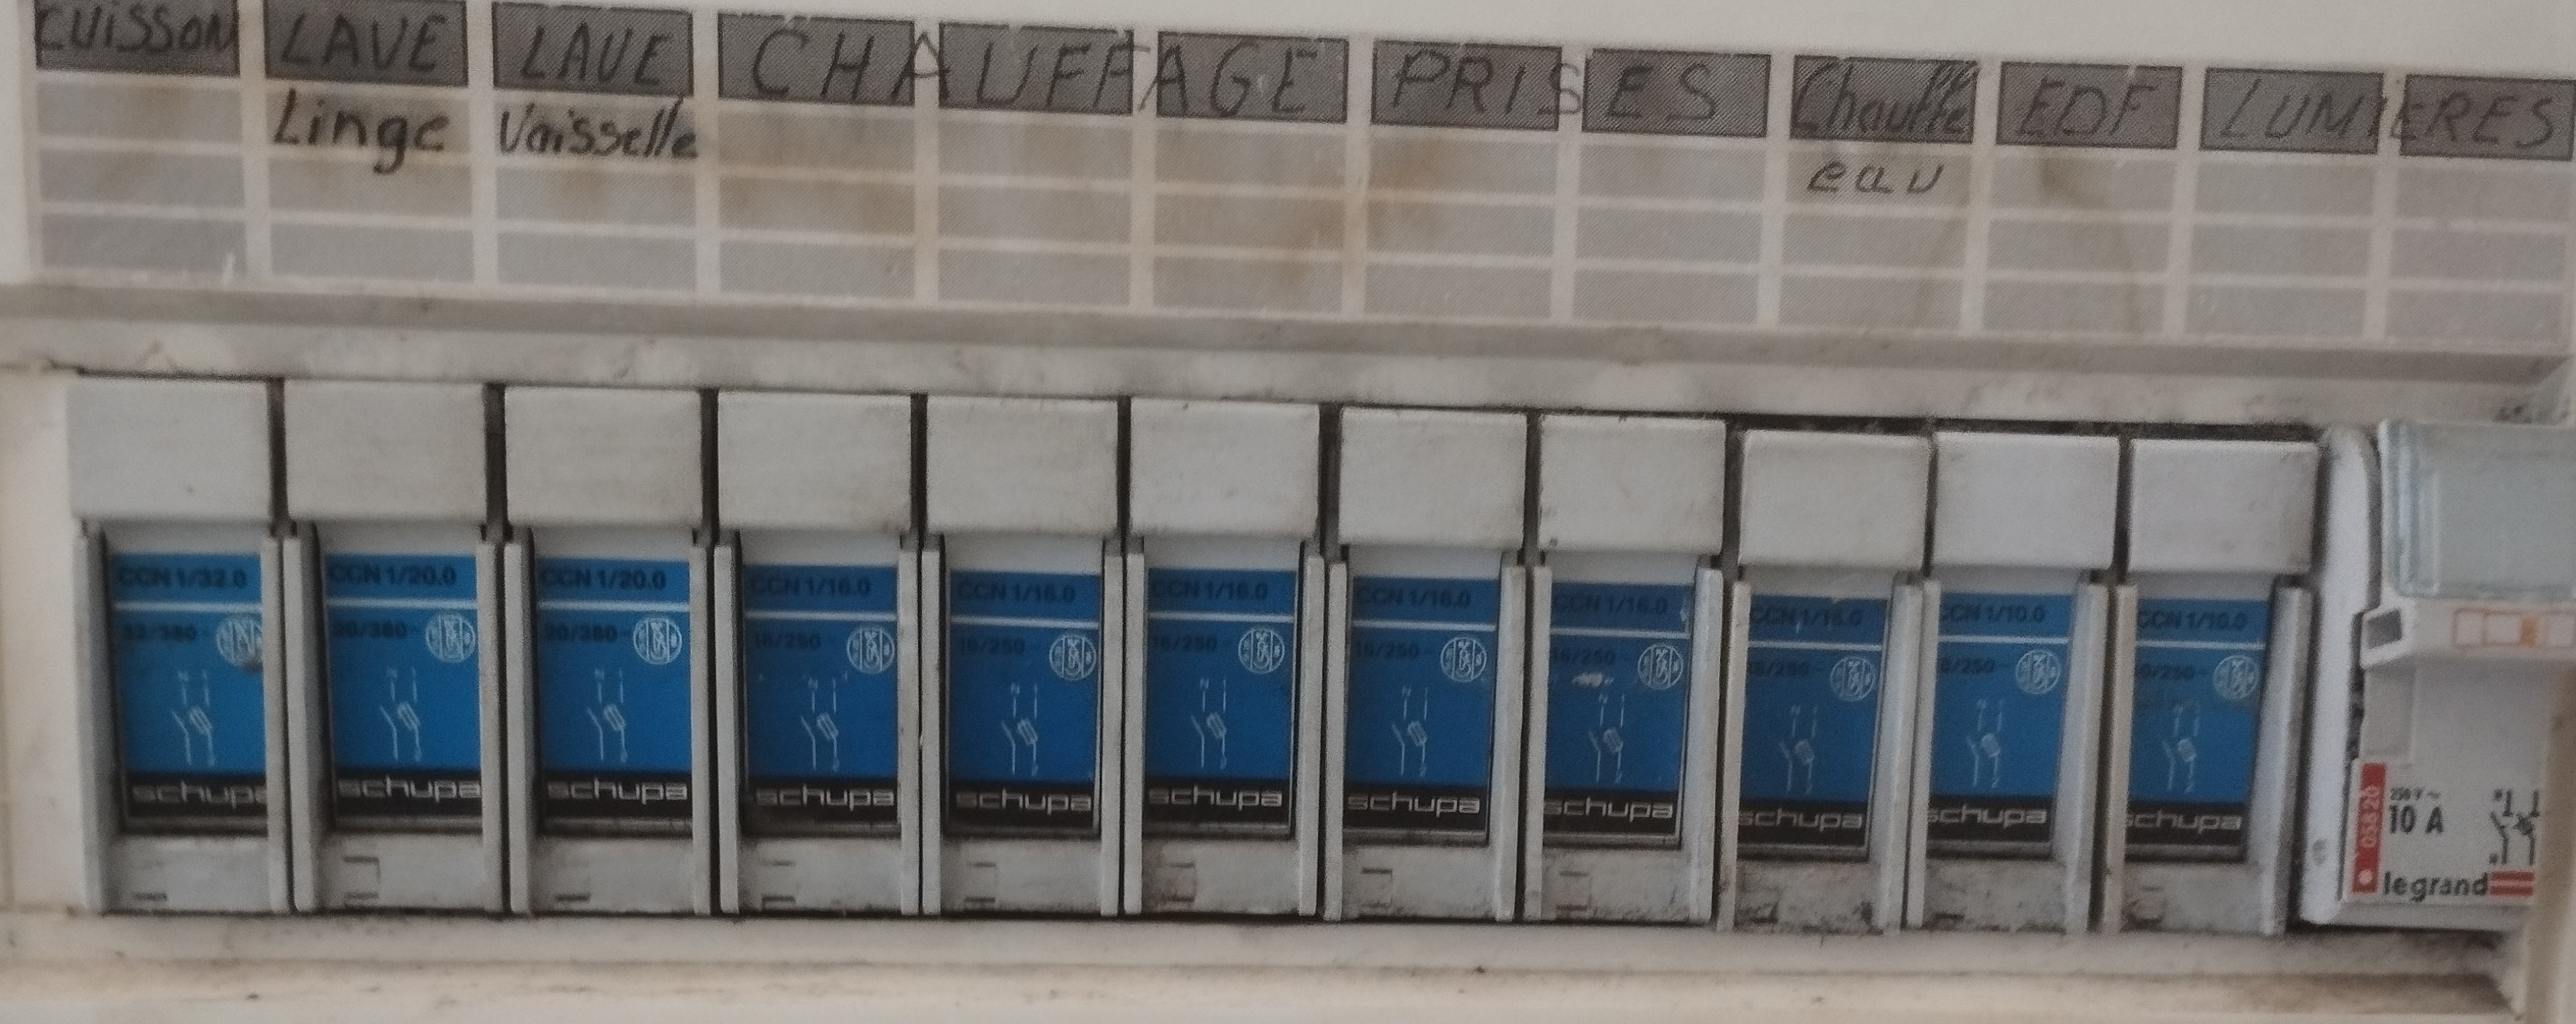 CUISSON LAVE LAVE CHAUFFAGE PRISES Chauffe EDF LUMIERES
Linge Vaisselle eau
CCN 1/32.0 CCN 1/20.0 CCN 1/20.0 CCN 1/16.0 CCN 1/16.0 CCN 1/16.0 CCN 1/16.0 CCN 1/16.0 CCN 1/16.0 CCN 1/10.0 CCN 1/10.0
32/380~ 20/380~ 20/380~ 16/250~ 16/250~ 16/250~ 16/250~ 16/250~ 16/250~
schupa schupa schupa schupa schupa schupa schupa schupa schupa schupa schupa
05820
250 V ~
10 A
legrand